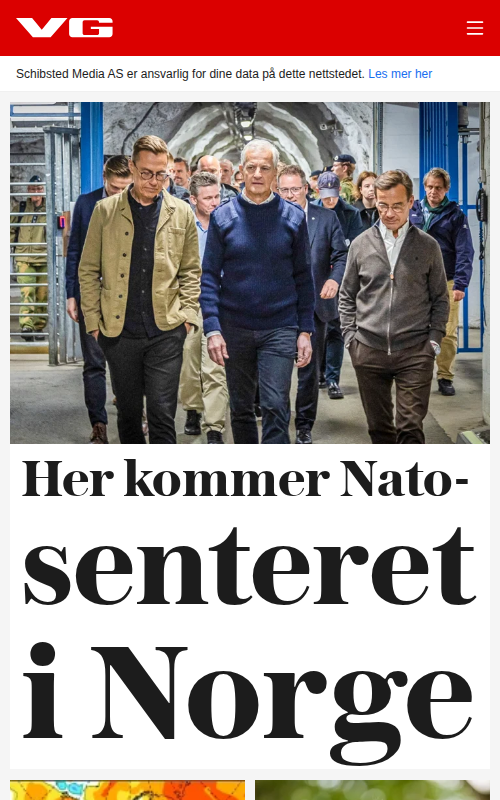 VG
Schibsted Media AS er ansvarlig for dine data på dette nettstedet. Les mer her
Her kommer Nato-
senteret
i Norge